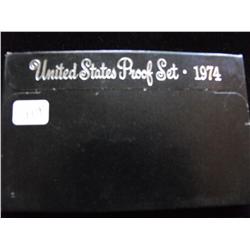 United States Proof Set · 1974